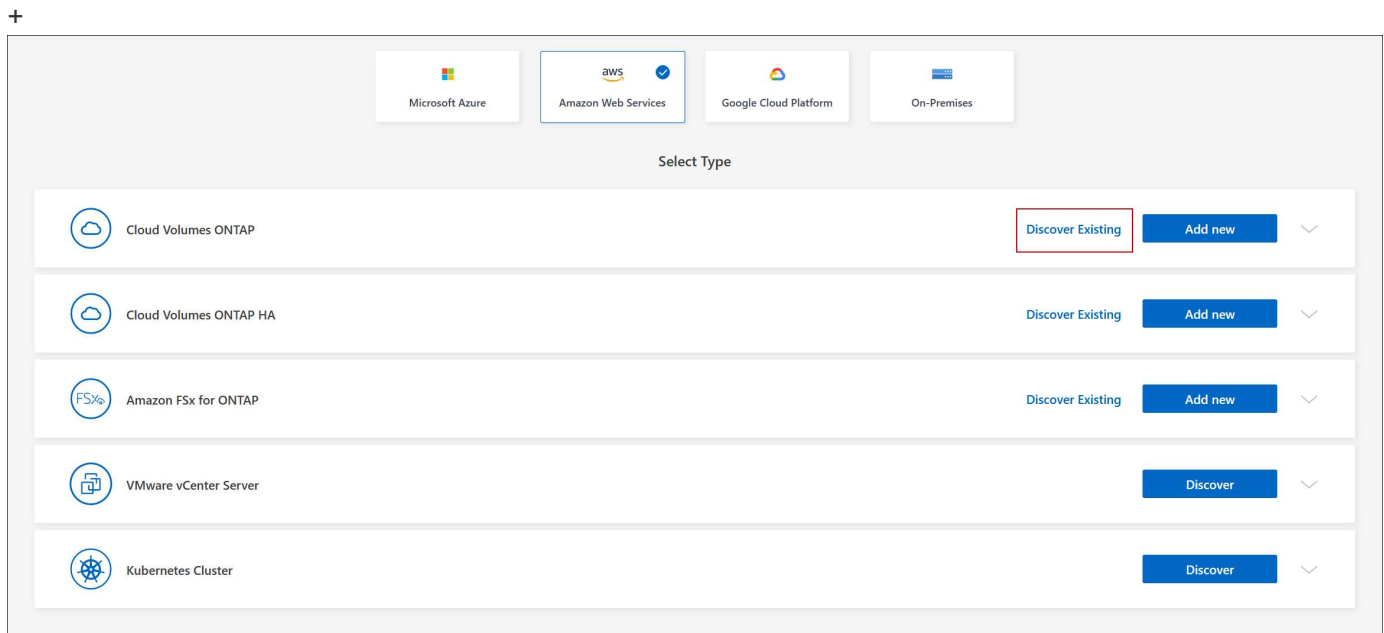 +
aws
Microsoft Azure Amazon Web Services Google Cloud Platform On-Premises
Select Type
Cloud Volumes ONTAP Discover Existing Add new
Cloud Volumes ONTAP HA Discover Existing Add new
FSx Amazon FSx for ONTAP Discover Existing Add new
VMware vCenter Server Discover
Kubernetes Cluster Discover